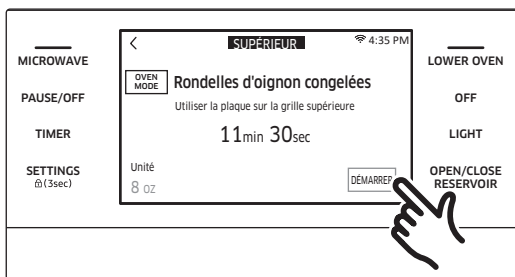 MICROWAVE
PAUSE/OFF
TIMER
SETTINGS
(3sec)
<
SUPÉRIEUR
4:35 PM
OVEN
MODE
Rondelles d'oignon congelées
Utiliser la plaque sur la grille supérieure
11min 30sec
Unité
8 oz
DÉMARRER
LOWER OVEN
OFF
LIGHT
OPEN/CLOSE
RESERVOIR